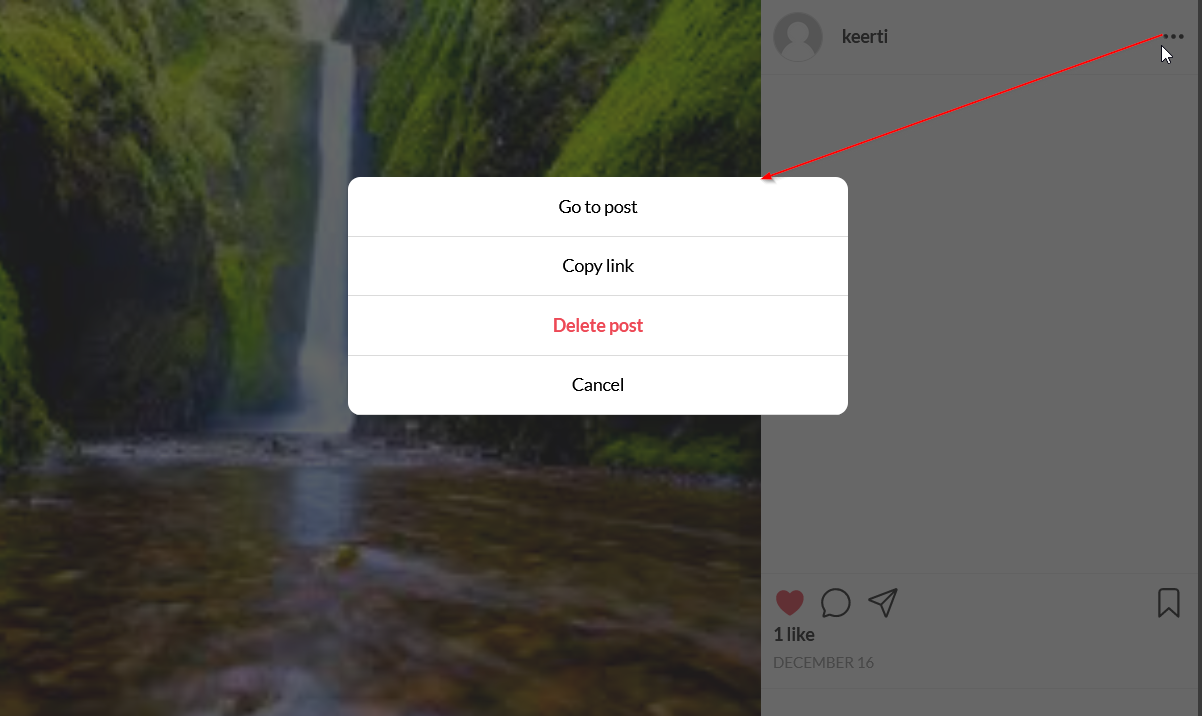 keerti
Go to post
Copy link
Delete post
Cancel
1 like
DECEMBER 16